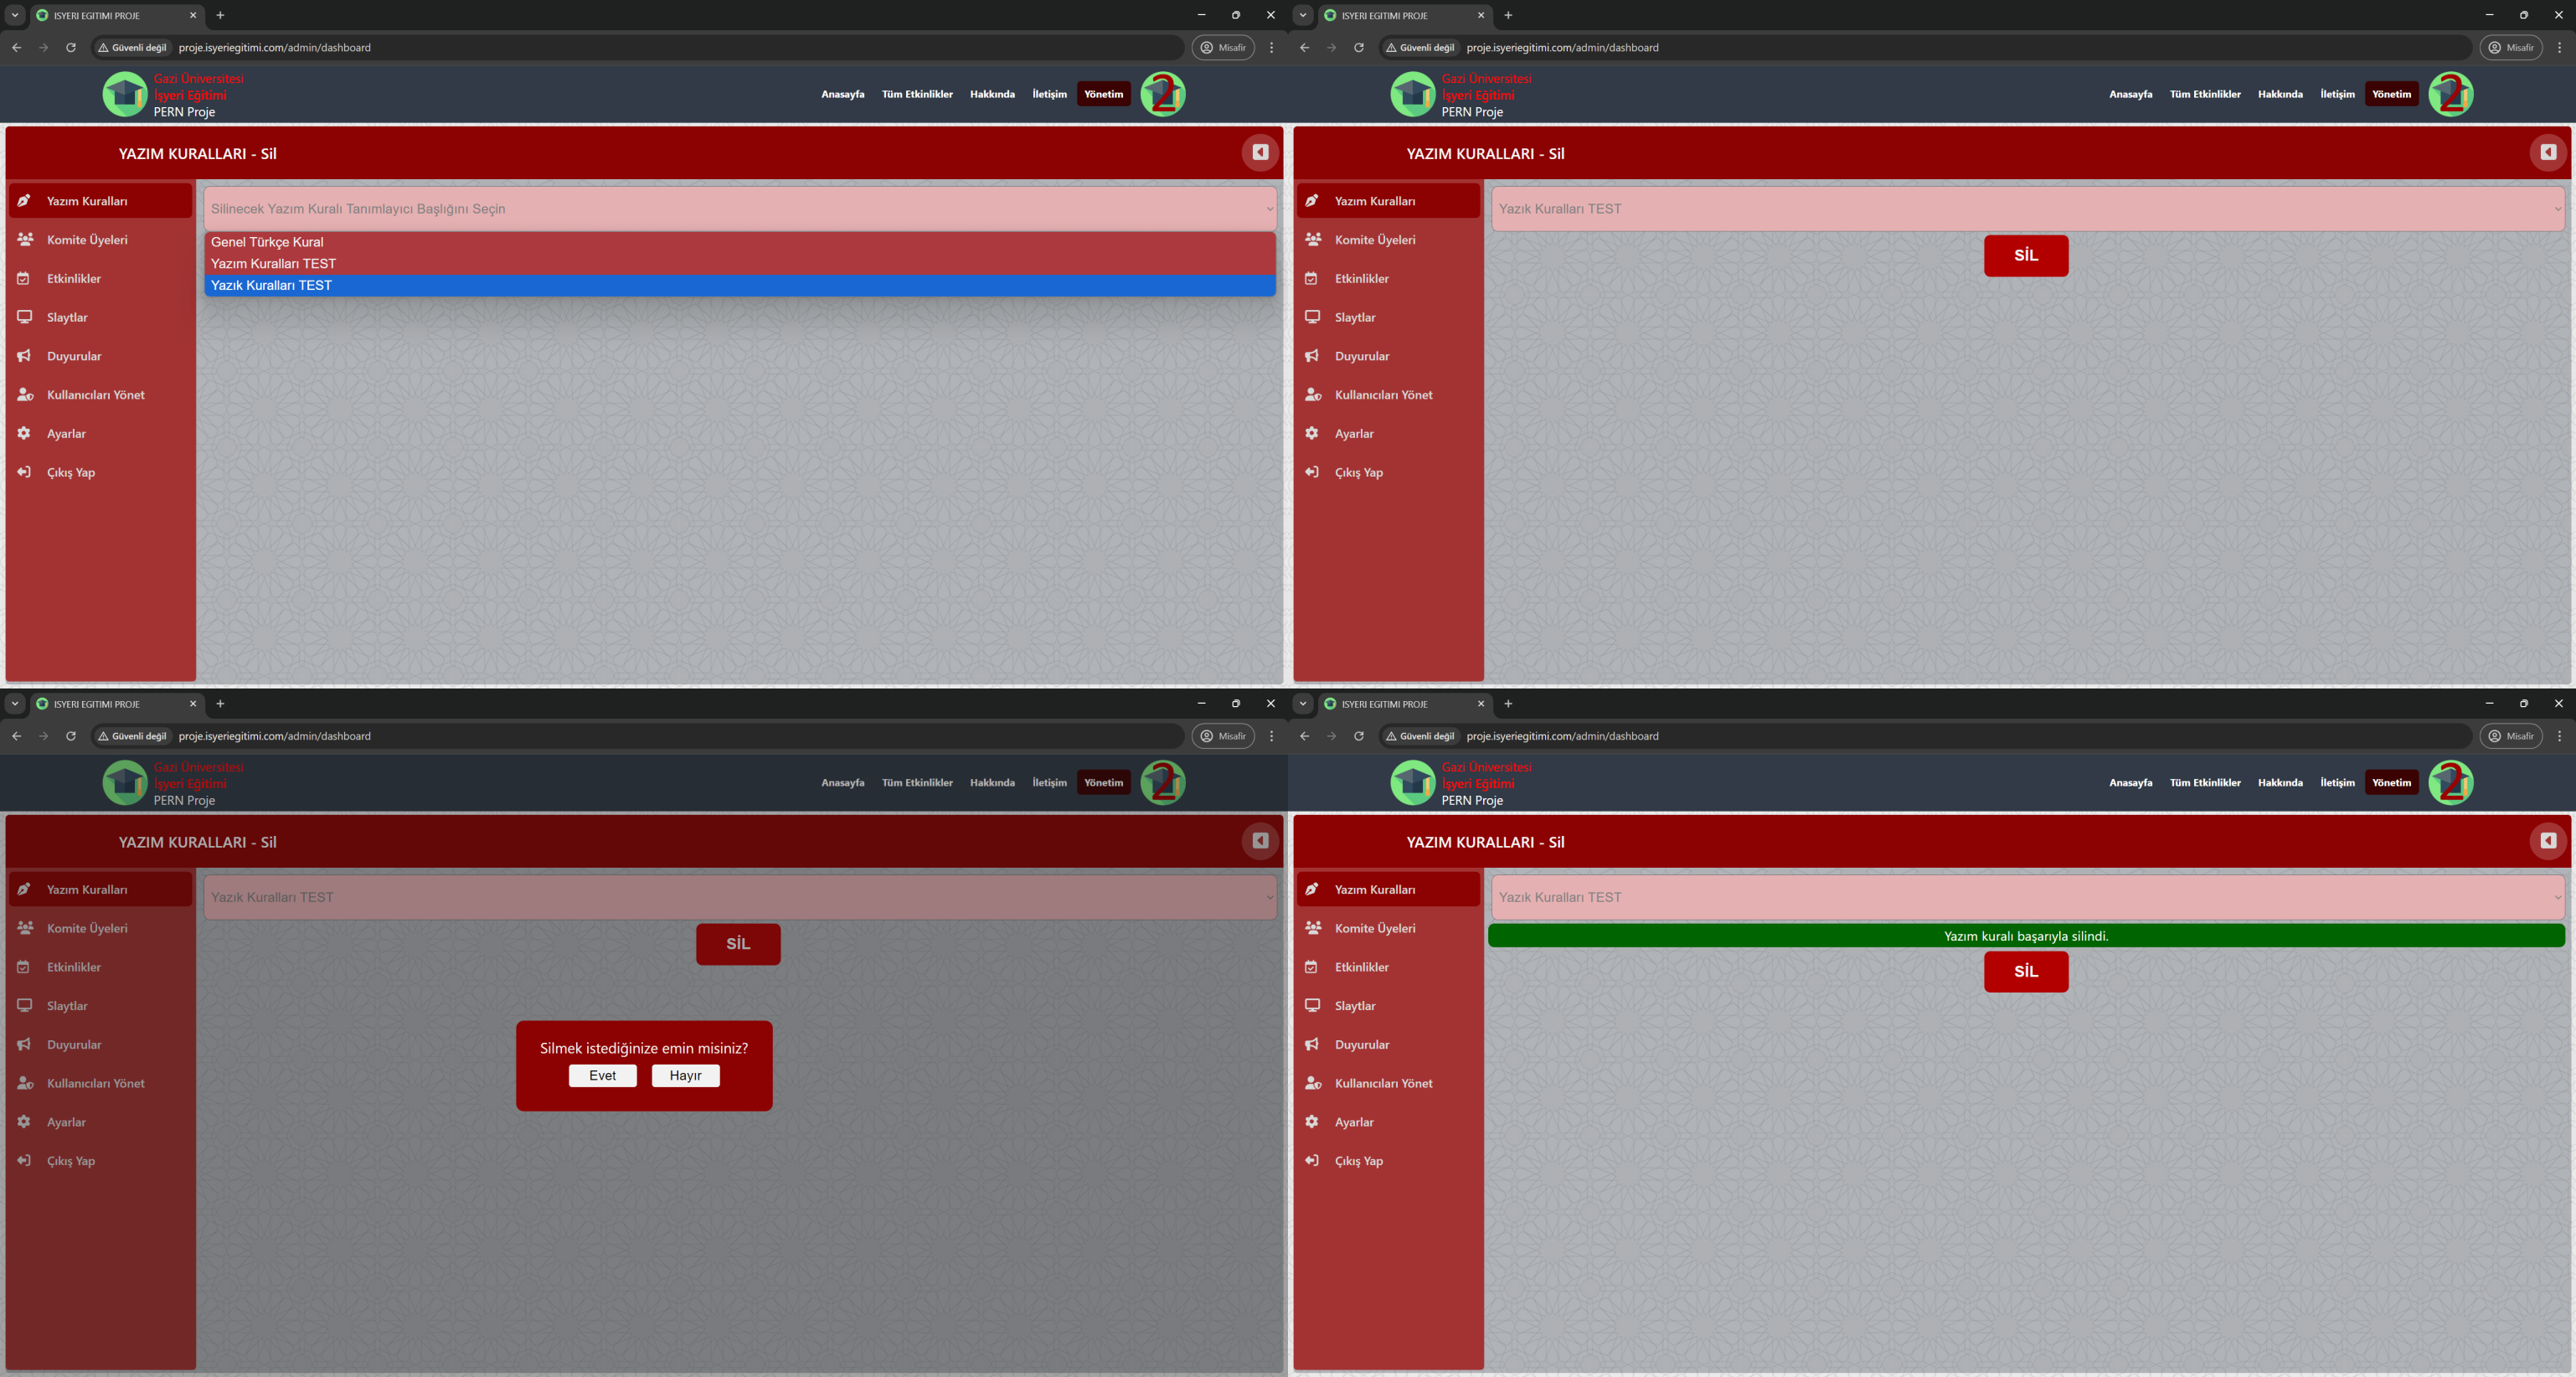 ISYERI EGITIMI PROJE
Güvenli değil proje.isyeriegitimi.com/admin/dashboard Misafir
Gazi Üniversitesi
İşyeri Eğitimi
PERN Proje
Anasayfa Tüm Etkinlikler Hakkında İletişim Yönetim 2
YAZIM KURALLARI - Sil
Yazım Kuralları
Komite Üyeleri
Etkinlikler
Slaytlar
Duyurular
Kullanıcıları Yönet
Ayarlar
Çıkış Yap
Silinecek Yazım Kuralı Tanımlayıcı Başlığını Seçin
Genel Türkçe Kural
Yazım Kuralları TEST
Yazık Kuralları TEST
ISYERI EGITIMI PROJE
Güvenli değil proje.isyeriegitimi.com/admin/dashboard Misafir
Gazi Üniversitesi
İşyeri Eğitimi
PERN Proje
Anasayfa Tüm Etkinlikler Hakkında İletişim Yönetim 2
YAZIM KURALLARI - Sil
Yazım Kuralları
Komite Üyeleri
Etkinlikler
Slaytlar
Duyurular
Kullanıcıları Yönet
Ayarlar
Çıkış Yap
Yazık Kuralları TEST
SİL
ISYERI EGITIMI PROJE
Güvenli değil proje.isyeriegitimi.com/admin/dashboard Misafir
Gazi Üniversitesi
İşyeri Eğitimi
PERN Proje
Anasayfa Tüm Etkinlikler Hakkında İletişim Yönetim 2
YAZIM KURALLARI - Sil
Yazım Kuralları
Komite Üyeleri
Etkinlikler
Slaytlar
Duyurular
Kullanıcıları Yönet
Ayarlar
Çıkış Yap
Yazık Kuralları TEST
SİL
Silmek istediğinize emin misiniz?
Evet Hayır
ISYERI EGITIMI PROJE
Güvenli değil proje.isyeriegitimi.com/admin/dashboard Misafir
Gazi Üniversitesi
İşyeri Eğitimi
PERN Proje
Anasayfa Tüm Etkinlikler Hakkında İletişim Yönetim 2
YAZIM KURALLARI - Sil
Yazım Kuralları
Komite Üyeleri
Etkinlikler
Slaytlar
Duyurular
Kullanıcıları Yönet
Ayarlar
Çıkış Yap
Yazık Kuralları TEST
Yazım kuralı başarıyla silindi.
SİL